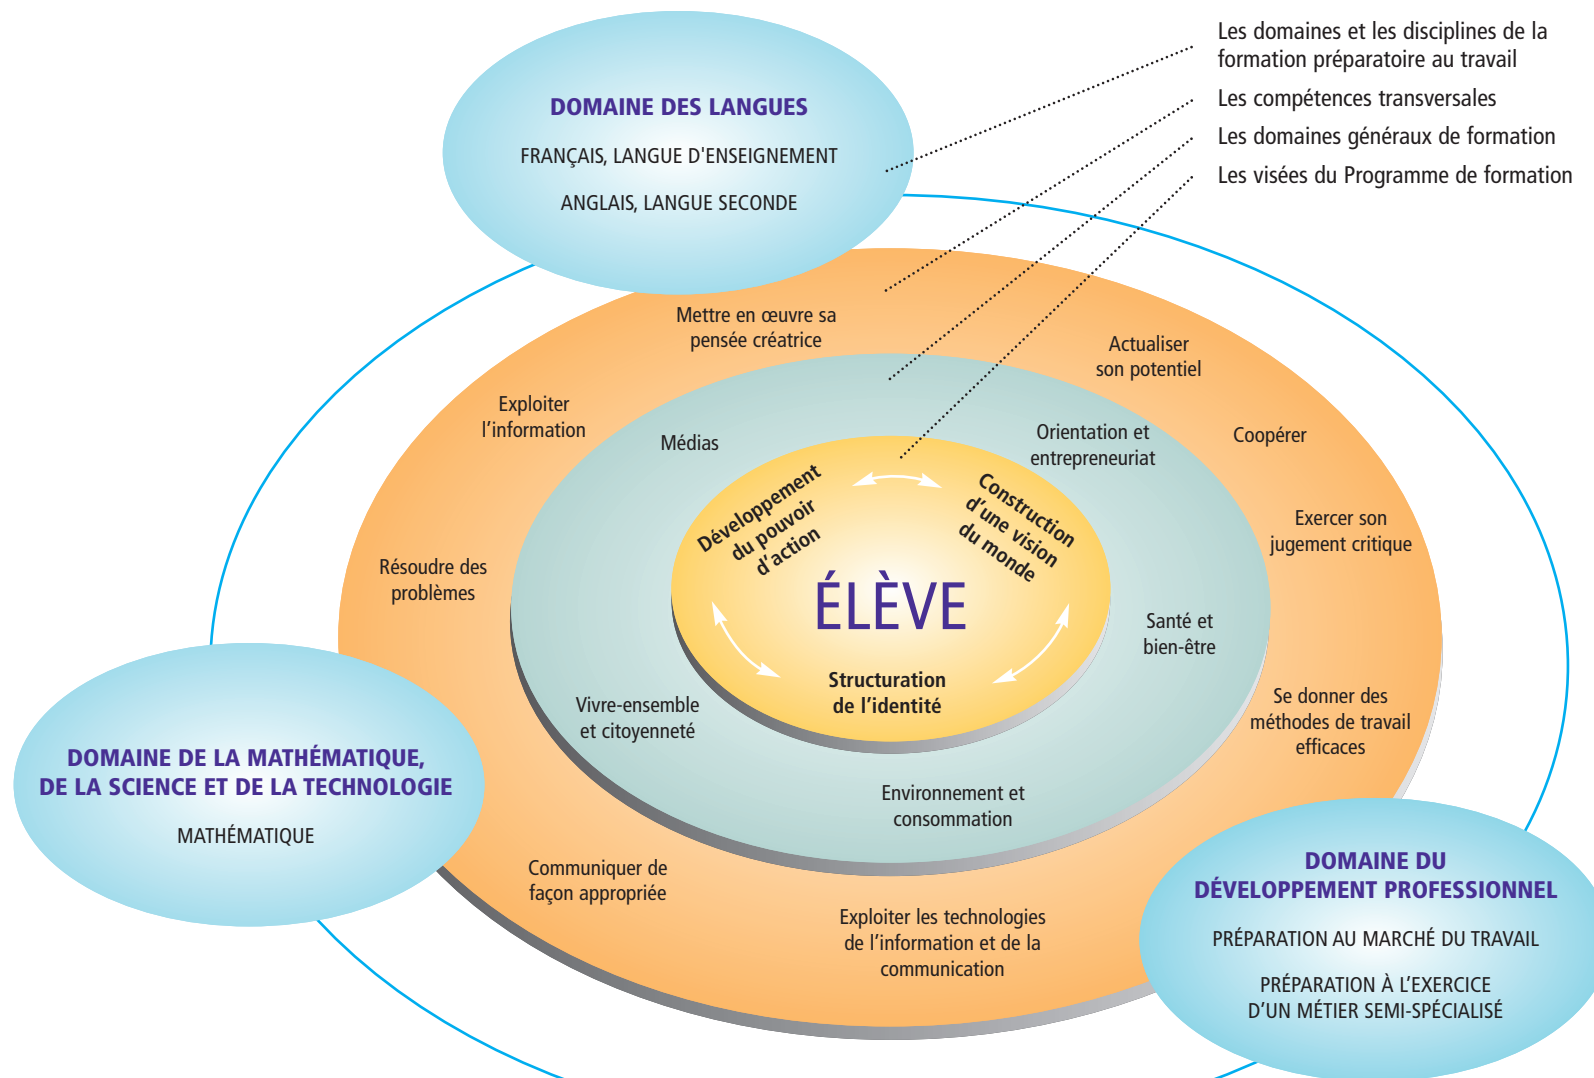 Les domaines et les disciplines de la
formation préparatoire au travail
Les compétences transversales
Les domaines généraux de formation
Les visées du Programme de formation
DOMAINE DES LANGUES
FRANÇAIS, LANGUE D'ENSEIGNEMENT
ANGLAIS, LANGUE SECONDE
Mettre en œuvre sa
pensée créatrice
Actualiser
son potentiel
Exploiter
l’information
Coopérer
Exercer son
jugement critique
Résoudre des
problèmes
Se donner des
méthodes de travail
efficaces
Communiquer de
façon appropriée
Exploiter les technologies
de l’information et de la
communication
Médias
Orientation et
entrepreneuriat
Santé et
bien-être
Vivre-ensemble
et citoyenneté
Environnement et
consommation
Développement
du pouvoir
d’action
Construction
d’une vision
du monde
ÉLÈVE
Structuration
de l’identité
DOMAINE DE LA MATHÉMATIQUE,
DE LA SCIENCE ET DE LA TECHNOLOGIE
MATHÉMATIQUE
DOMAINE DU
DÉVELOPPEMENT PROFESSIONNEL
PRÉPARATION AU MARCHÉ DU TRAVAIL
PRÉPARATION À L’EXERCICE
D’UN MÉTIER SEMI-SPÉCIALISÉ